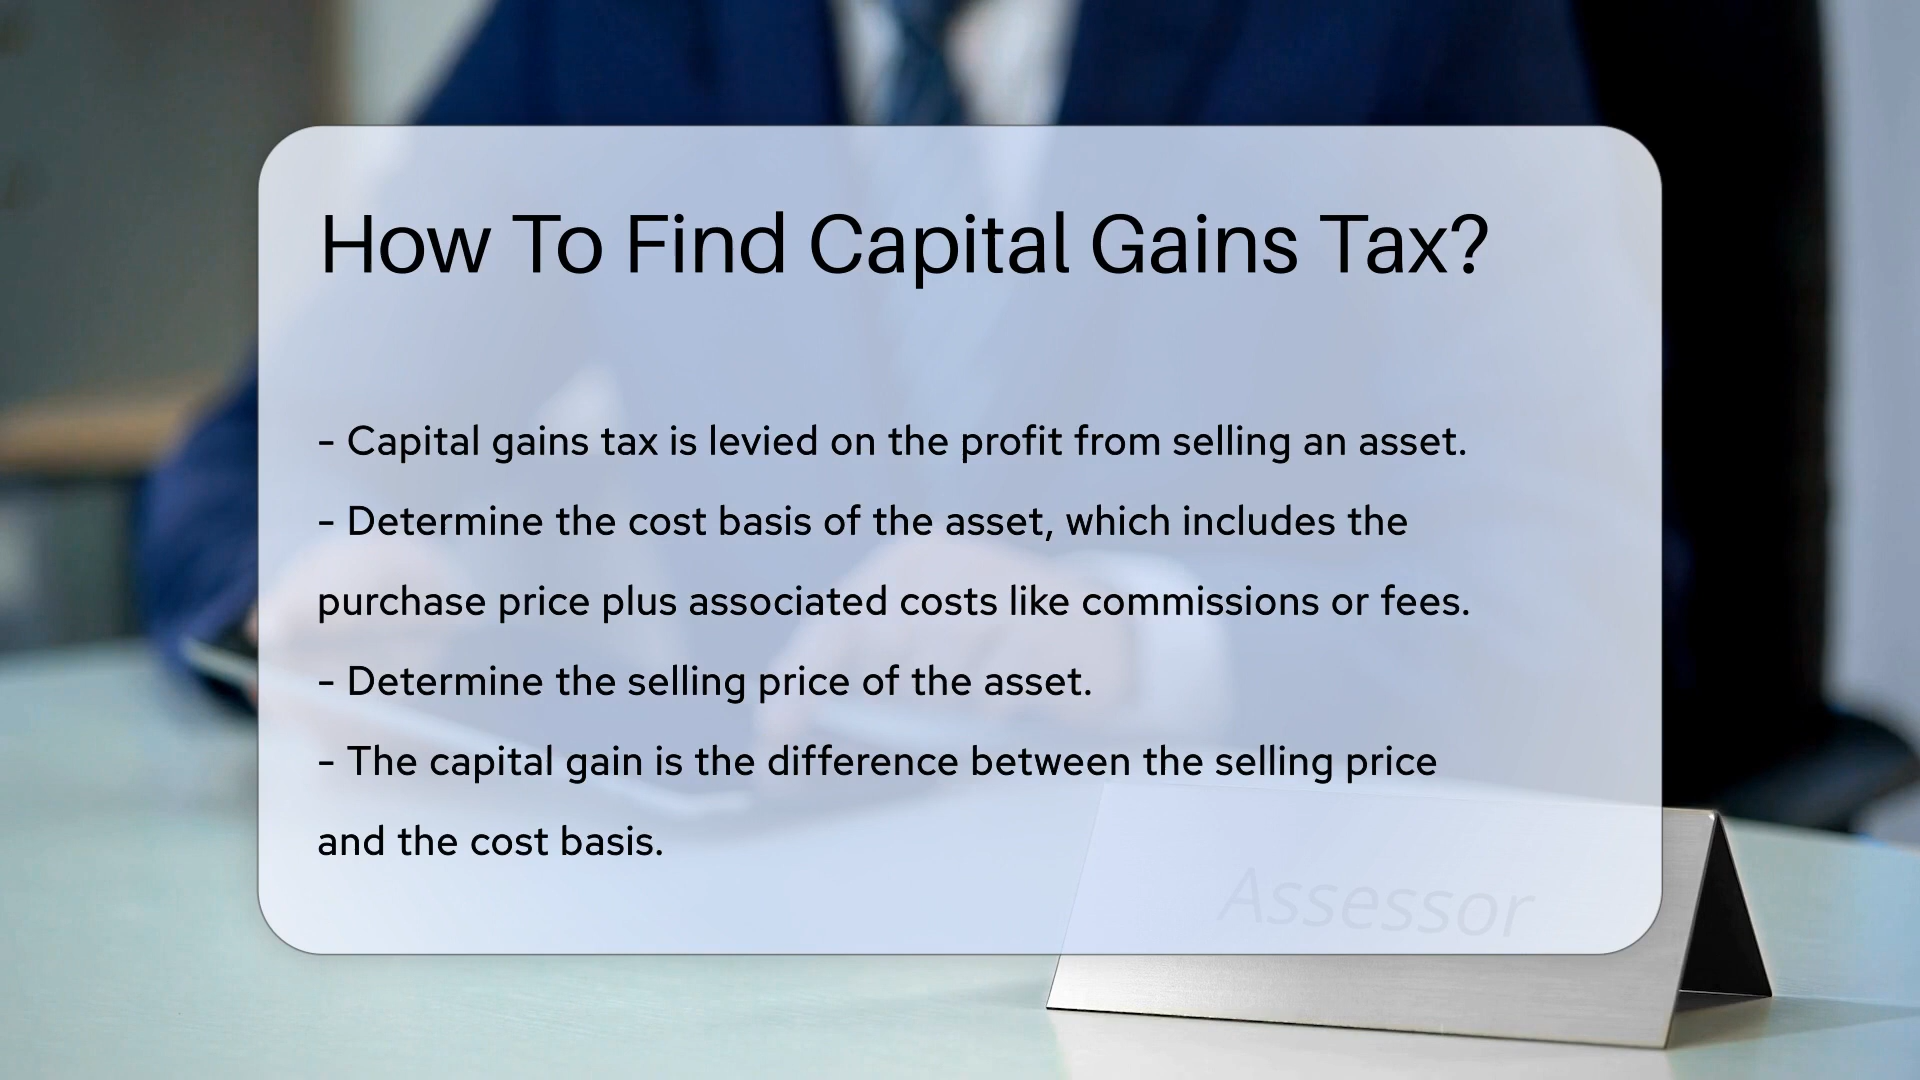 How To Find Capital Gains Tax?
- Capital gains tax is levied on the profit from selling an asset.
- Determine the cost basis of the asset, which includes the
purchase price plus associated costs like commissions or fees.
- Determine the selling price of the asset.
- The capital gain is the difference between the selling price
and the cost basis.
Assessor